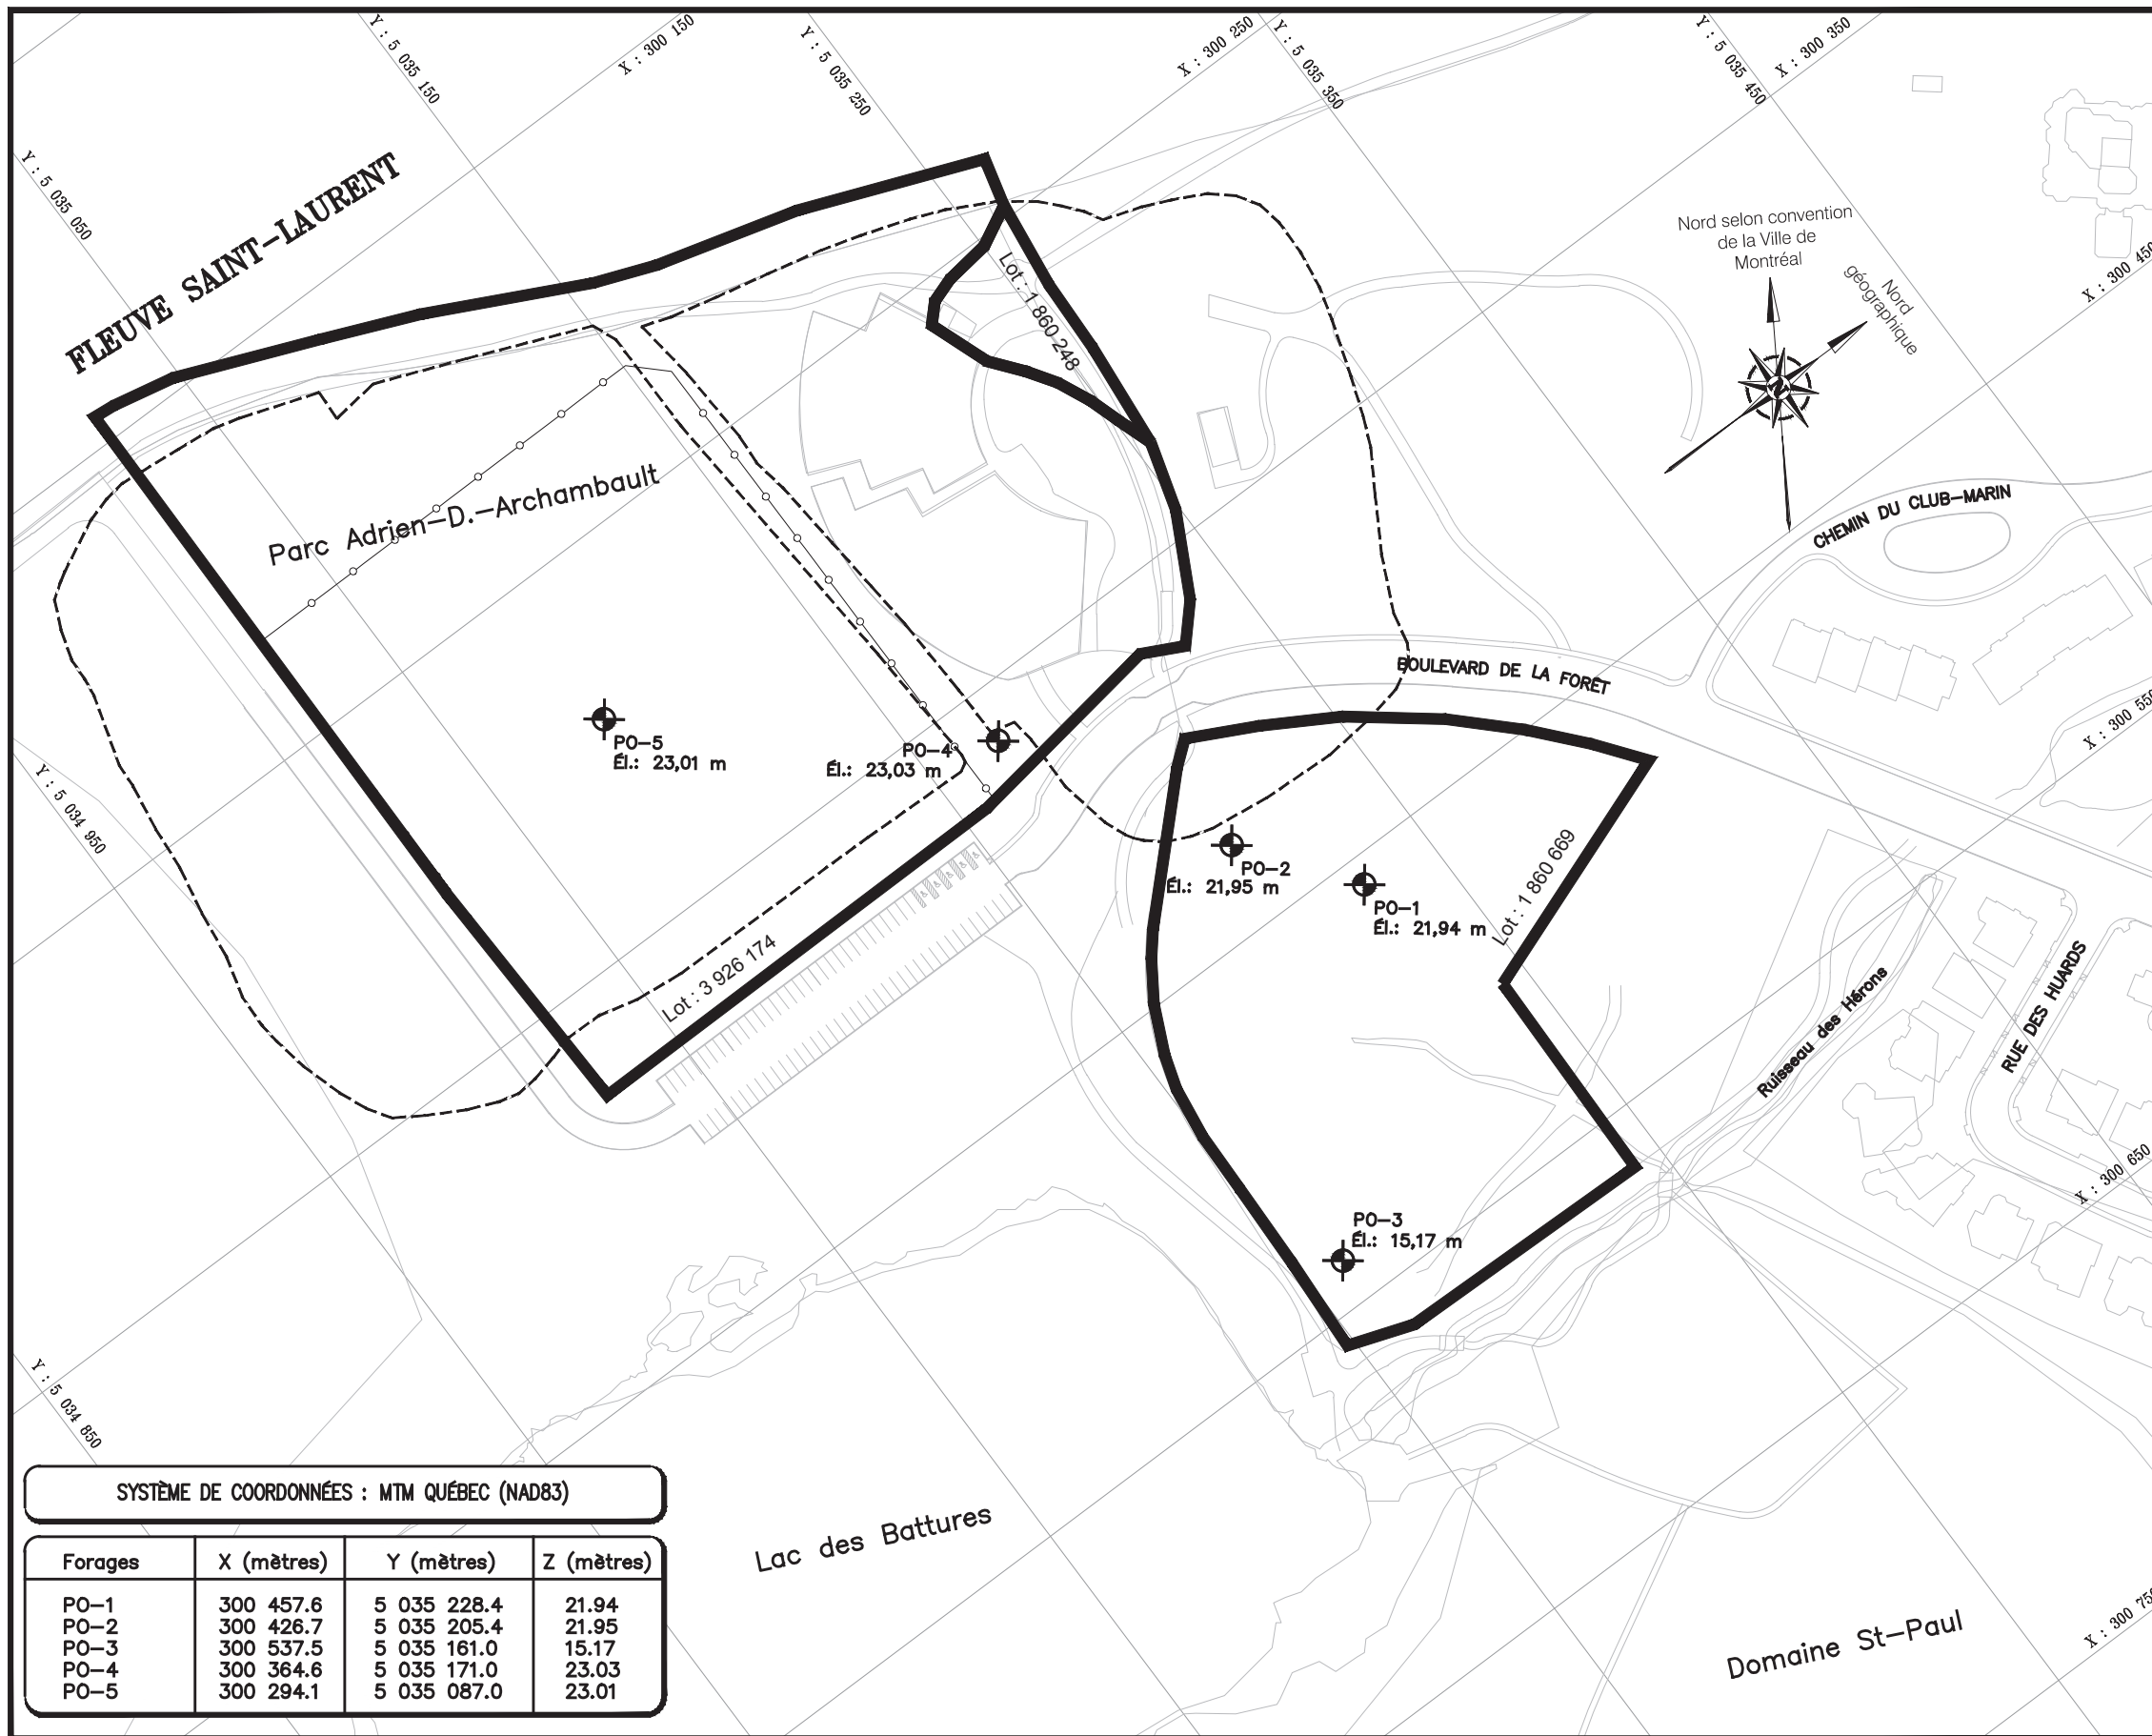 Y : 5 035 150
X : 300 150
Y : 5 035 250
X : 300 250
Y : 5 035 350
Y : 5 035 450
X : 300 350
Y : 5 035 050
FLEUVE SAINT-LAURENT
Nord selon convention
de la Ville de
Montréal
Nord
géographique
Lot : 1 860 248
Parc Adrien-D.-Archambault
CHEMIN DU CLUB-MARIN
BOULEVARD DE LA FORÊT
PO-5
Él.: 23,01 m
PO-4
Él.: 23,03 m
X : 300 550
Y : 5 034 950
PO-2
Él.: 21,95 m
PO-1
Él.: 21,94 m
Lot : 1 860 669
Lot : 3 926 174
Ruisseau des Hérons
RUE DES HUARDS
X : 300 650
PO-3
Él.: 15,17 m
Y : 5 034 850
SYSTÈME DE COORDONNÉES : MTM QUÉBEC (NAD83)
Forages X (mètres) Y (mètres) Z (mètres)
PO-1 300 457.6 5 035 228.4 21.94
PO-2 300 426.7 5 035 205.4 21.95
PO-3 300 537.5 5 035 161.0 15.17
PO-4 300 364.6 5 035 171.0 23.03
PO-5 300 294.1 5 035 087.0 23.01
Lac des Battures
Domaine St-Paul